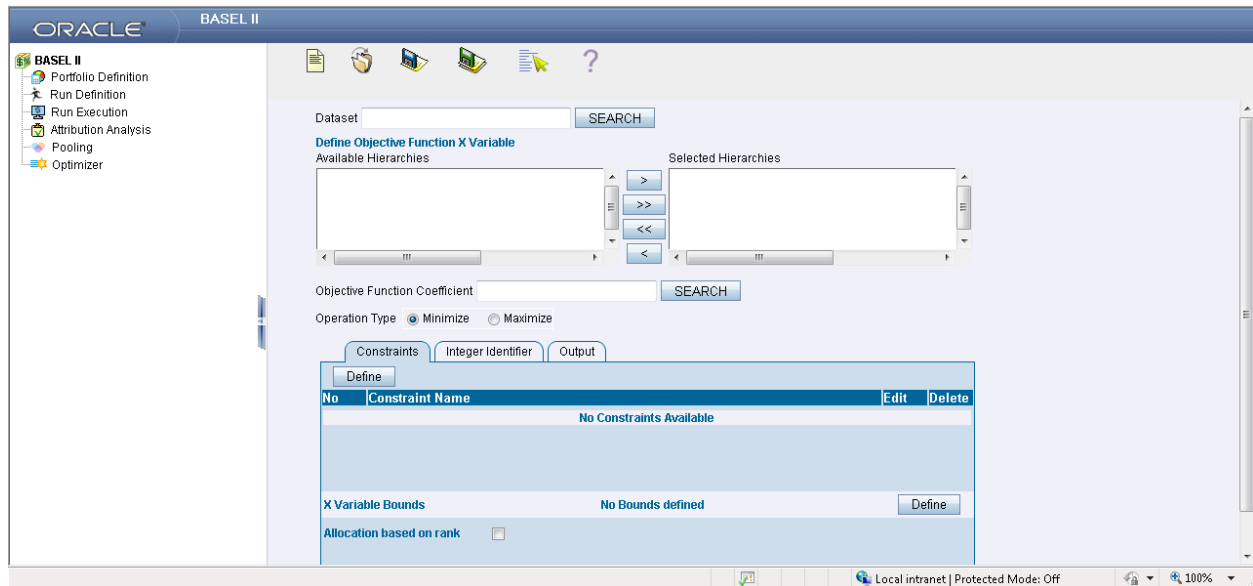 ORACLE
BASEL II
BASEL II
Portfolio Definition
Run Definition
Run Execution
Attribution Analysis
Pooling
Optimizer
?
Dataset SEARCH
Define Objective Function X Variable
Available Hierarchies Selected Hierarchies
>
>>
<<
<
Objective Function Coefficient SEARCH
Operation Type Minimize Maximize
Constraints Integer Identifier Output
Define
No Constraint Name Edit Delete
No Constraints Available
X Variable Bounds No Bounds defined Define
Allocation based on rank
Local intranet | Protected Mode: Off 100%